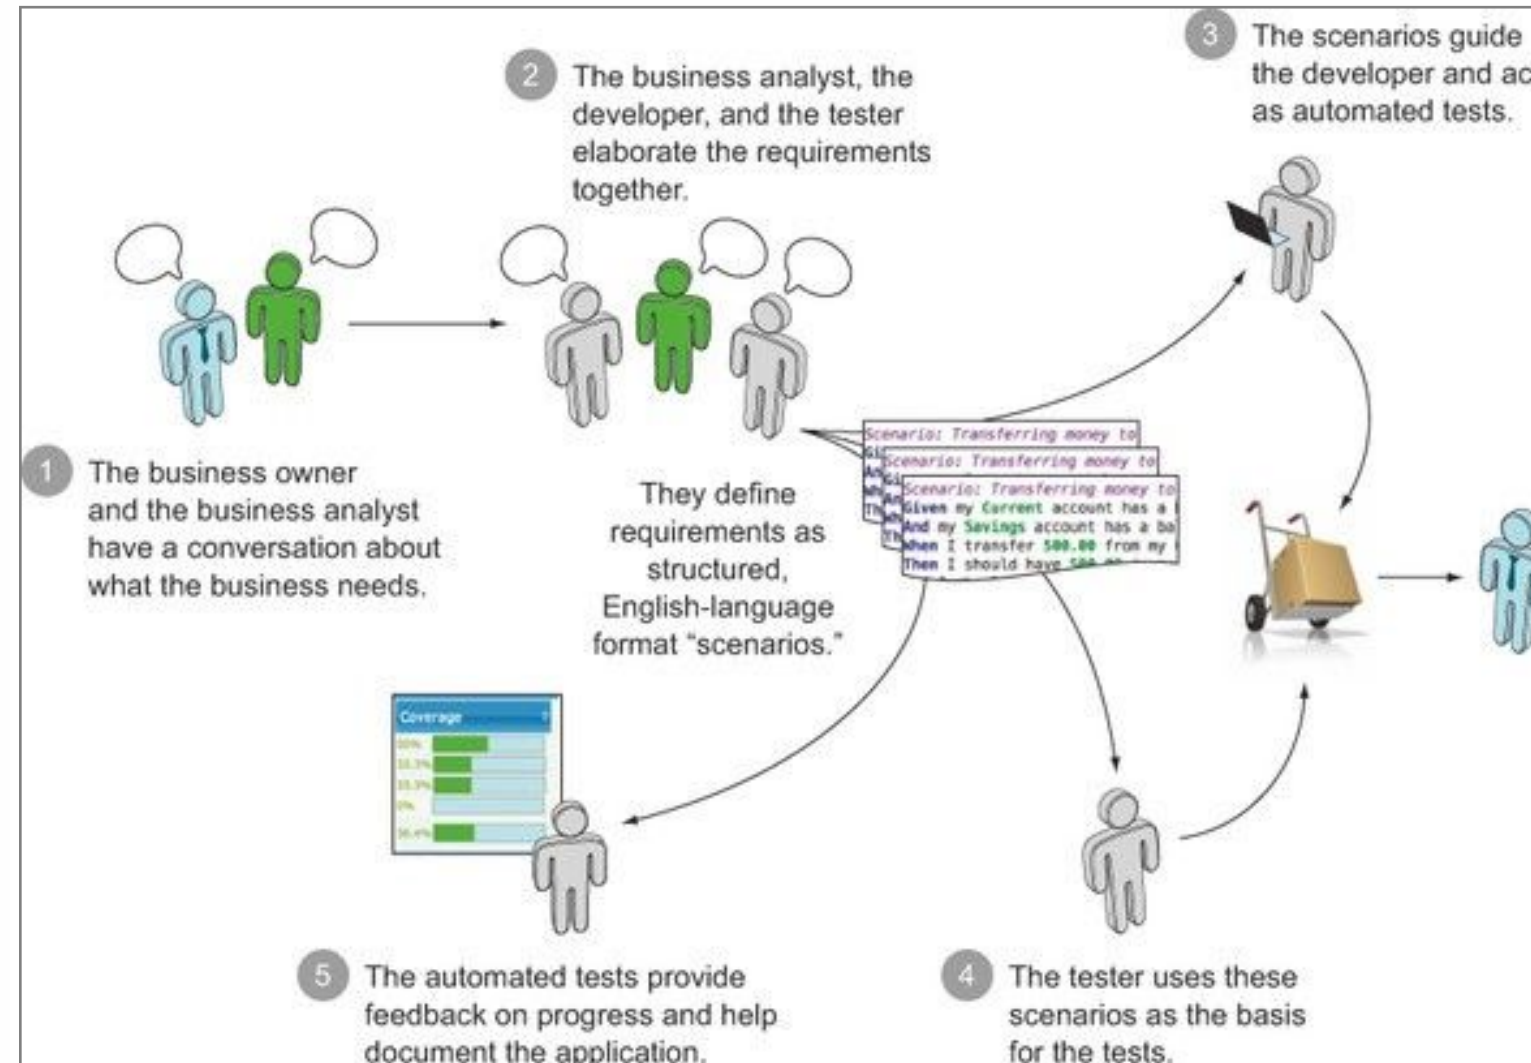 1
The business owner
and the business analyst
have a conversation about
what the business needs.
2
The business analyst, the
developer, and the tester
elaborate the requirements
together.
They define
requirements as
structured,
English-language
format “scenarios.”
Scenario: Transferring money to
Scenario: Transferring money to
Scenario: Transferring money to
Given my Current account has a
And my Savings account has a ba
When I transfer 500.00 from my
Then I should have
3
The scenarios guide
the developer and ac
as automated tests.
4
The tester uses these
scenarios as the basis
for the tests.
Coverage
0%
5
The automated tests provide
feedback on progress and help
document the application.